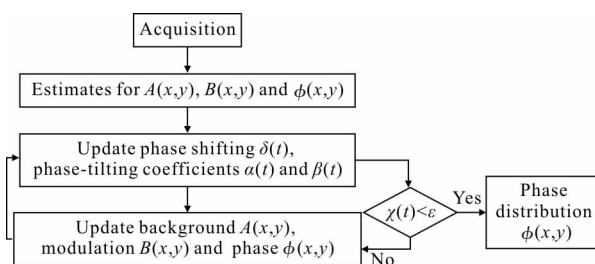 Acquisition
Estimates for A(x,y), B(x,y) and ϕ(x,y)
Update phase shifting δ(t),
phase-tilting coefficients α(t) and β(t)
χ(t)<ε
Yes
Phase
distribution
ϕ(x,y)
Update background A(x,y),
modulation B(x,y) and phase ϕ(x,y)
No